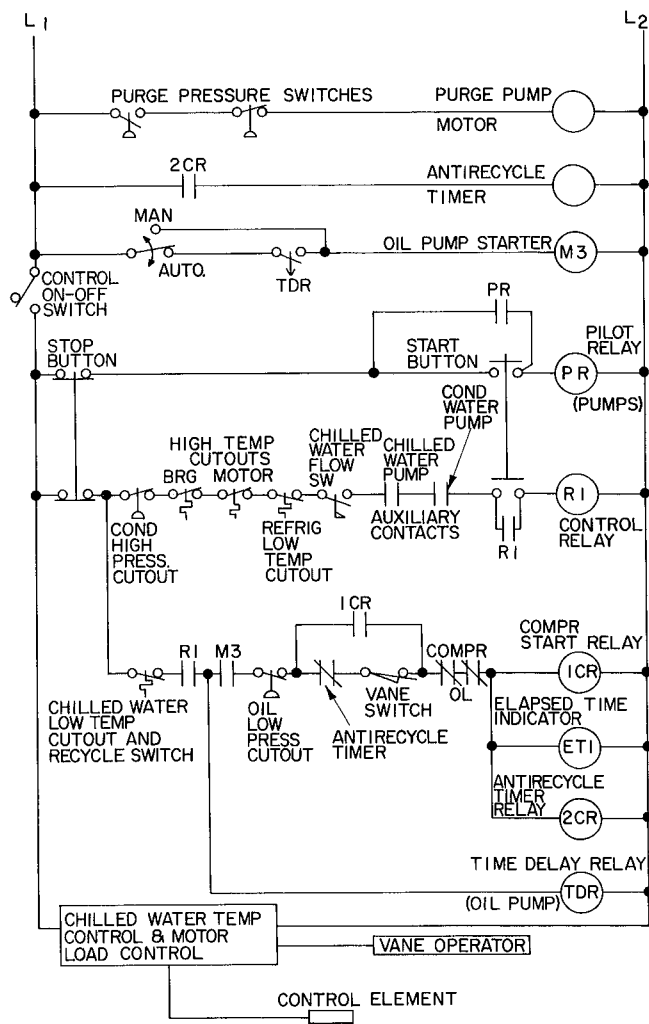 L1
L2
PURGE PRESSURE SWITCHES
PURGE PUMP
MOTOR
2CR
ANTIRECYCLE
TIMER
MAN
AUTO.
TDR
OIL PUMP STARTER
M3
CONTROL
ON-OFF
SWITCH
PR
STOP
BUTTON
START
BUTTON
PILOT
RELAY
PR
(PUMPS)
COND
WATER
PUMP
HIGH TEMP
CUTOUTS
BRG
MOTOR
CHILLED
WATER
FLOW
SW
CHILLED
WATER
PUMP
R1
COND
HIGH
PRESS.
CUTOUT
REFRIG
LOW
TEMP
CUTOUT
AUXILIARY
CONTACTS
R1
CONTROL
RELAY
1CR
COMPR
START RELAY
R1
M3
COMPR
OL
1CR
CHILLED WATER
LOW TEMP
CUTOUT AND
RECYCLE SWITCH
OIL
LOW
PRESS
CUTOUT
VANE
SWITCH
ANTIRECYCLE
TIMER
ELAPSED TIME
INDICATOR
ET1
ANTIRECYCLE
TIMER
RELAY
2CR
TIME DELAY RELAY
(OIL PUMP)
TDR
CHILLED WATER TEMP
CONTROL & MOTOR
LOAD CONTROL
VANE OPERATOR
CONTROL ELEMENT